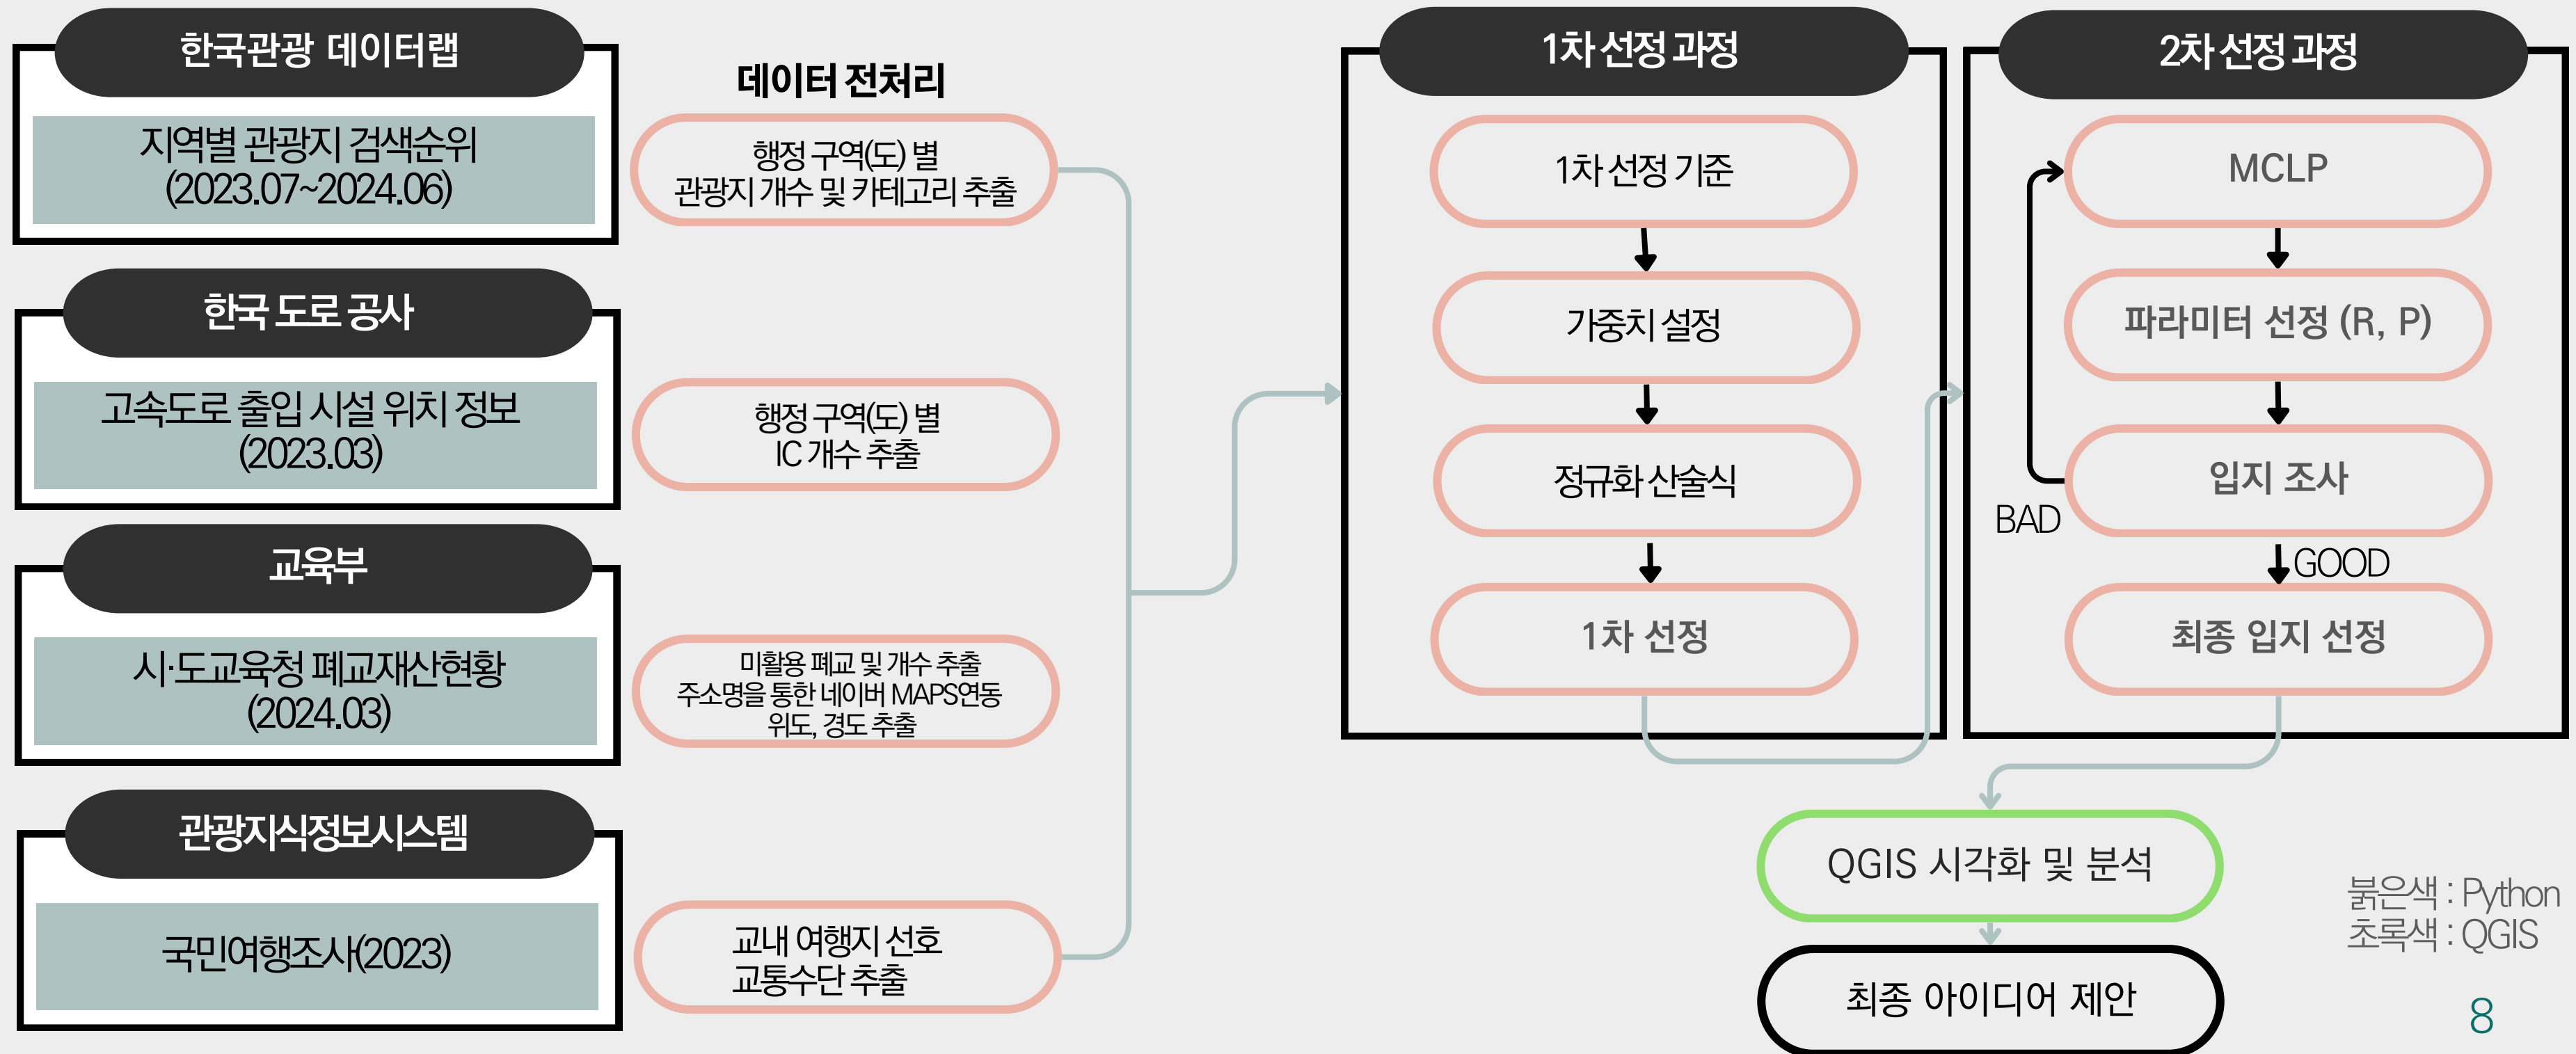 한국관광 데이터랩
지역별 관광지 검색순위
(2023.07~2024.06)
한국 도로 공사
고속도로 출입 시설 위치 정보
(2023.03)
교육부
시·도교육청 폐교재산현황
(2024.03)
관광지식정보시스템
국민여행조사(2023)
데이터 전처리
행정 구역(도) 별
관광지 개수 및 카테고리 추출
행정 구역(도) 별
IC 개수 추출
미활용 폐교 및 개수 추출
주소명을 통한 네이버 MAPS연동
위도, 경도 추출
교내 여행지 선호
교통수단 추출
1차 선정 과정
1차 선정 기준
가중치 설정
정규화 산술식
1차 선정
2차 선정 과정
MCLP
파라미터 선정 (R, P)
입지 조사
BAD
GOOD
최종 입지 선정
QGIS 시각화 및 분석
최종 아이디어 제안
붉은색 : Python
초록색 : QGIS
8